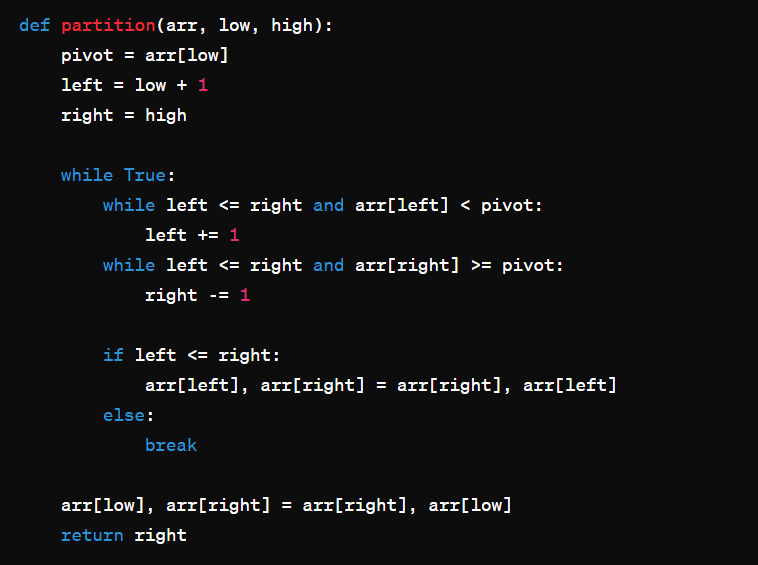 def partition(arr, low, high):
    pivot = arr[low]
    left = low + 1
    right = high

    while True:
        while left <= right and arr[left] < pivot:
            left += 1
        while left <= right and arr[right] >= pivot:
            right -= 1

        if left <= right:
            arr[left], arr[right] = arr[right], arr[left]
        else:
            break

    arr[low], arr[right] = arr[right], arr[low]
    return right